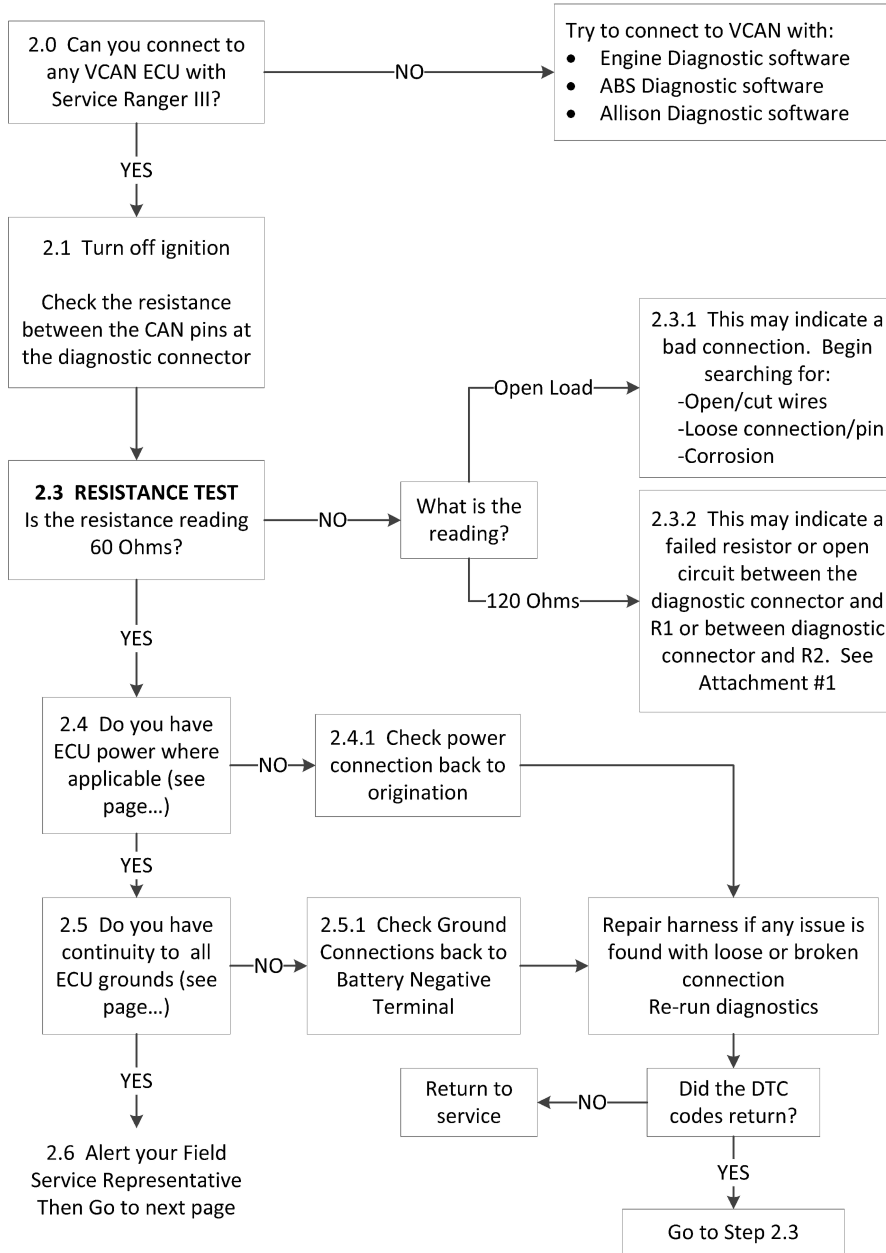 2.0 Can you connect to
any VCAN ECU with
Service Ranger III?
NO
Try to connect to VCAN with:
• Engine Diagnostic software
• ABS Diagnostic software
• Allison Diagnostic software
YES
2.1 Turn off ignition
Check the resistance
between the CAN pins at
the diagnostic connector
2.3 RESISTANCE TEST
Is the resistance reading
60 Ohms?
NO
What is the
reading?
Open Load
2.3.1 This may indicate a
bad connection. Begin
searching for:
-Open/cut wires
-Loose connection/pin
-Corrosion
120 Ohms
2.3.2 This may indicate a
failed resistor or open
circuit between the
diagnostic connector and
R1 or between diagnostic
connector and R2. See
Attachment #1
YES
2.4 Do you have
ECU power where
applicable (see
page...)
NO
2.4.1 Check power
connection back to
origination
YES
2.5 Do you have
continuity to all
ECU grounds (see
page...)
NO
2.5.1 Check Ground
Connections back to
Battery Negative
Terminal
Repair harness if any issue is
found with loose or broken
connection
Re-run diagnostics
YES
2.6 Alert your Field
Service Representative
Then Go to next page
Did the DTC
codes return?
NO
Return to
service
YES
Go to Step 2.3